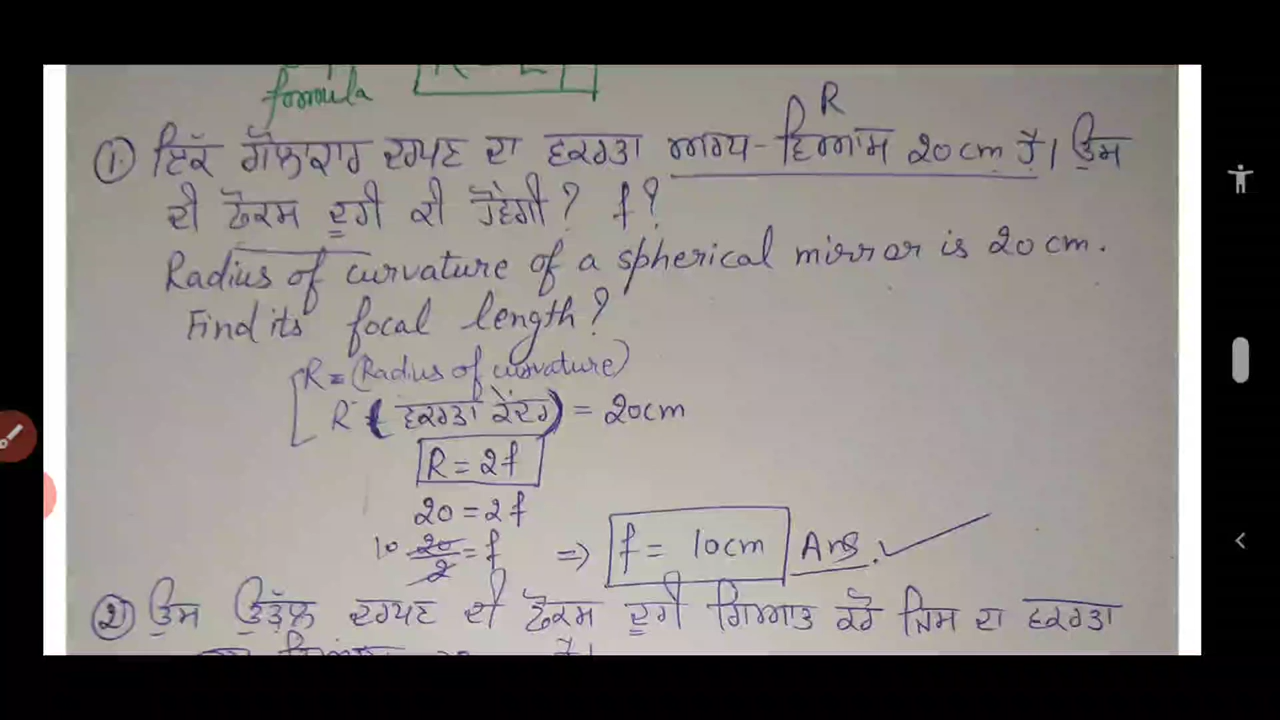 formula
R
① ਇਿੱਕ ਗੋਲਾਕਾਰ ਦਰਪਣ ਦਾ ਵਕਰਤਾ ਅਰਧ-ਵਿਆਸ 20cm ਹੈ। ਉਸ
ਦੀ ਫੋਕਸ ਦੂਰੀ ਕੀ ਹੋਵੇਗੀ? f?
Radius of curvature of a spherical mirror is 20 cm.
Find its focal length?
R = (Radius of curvature)
R (ਵਕਰਤਾ ਕੇਂਦਰ) = 20cm
R = 2f
20 = 2f
10 20/2 = f ⇒ f = 10cm Ans.
② ਉਸ ਉੱਤਲ ਦਰਪਣ ਦੀ ਫੋਕਸ ਦੂਰੀ ਗਿਆਤ ਕਰੋ ਜਿਸ ਦਾ ਵਕਰਤਾ